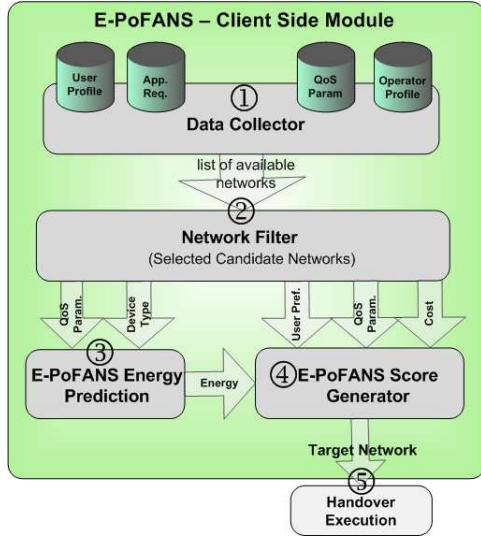 E-PoFANS – Client Side Module
User
Profile
App.
Req.
QoS
Param
Operator
Profile
①
Data Collector
list of available
networks
②
Network Filter
(Selected Candidate Networks)
QoS
Param.
Device
Type
User Pref.
QoS
Param.
Cost
③
E-PoFANS Energy
Prediction
Energy
④ E-PoFANS Score
Generator
Target Network
⑤
Handover
Execution